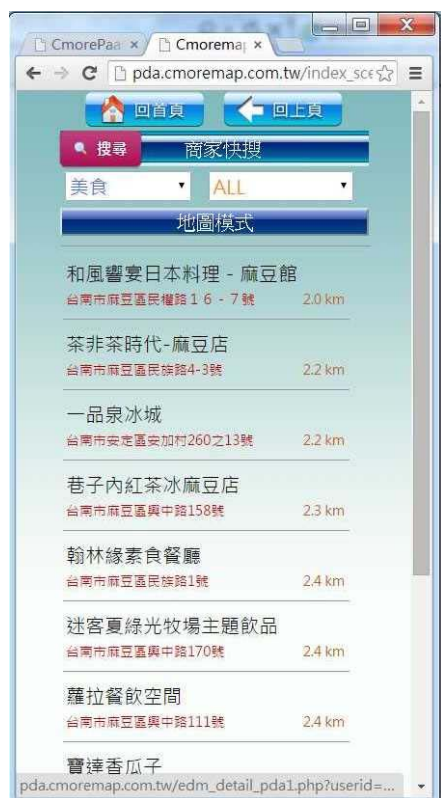 CmorePaa
Cmoremap
pda.cmoremap.com.tw/index_sce
回首頁
回上頁
搜尋
商家快搜
美食
ALL
地圖模式
和風饗宴日本料理 - 麻豆館
台南市麻豆區民權路16-7號 2.0 km
茶非茶時代-麻豆店
台南市麻豆區民族路4-3號 2.2 km
一品泉冰城
台南市安定區安加村260之13號 2.2 km
巷子內紅茶冰麻豆店
台南市麻豆區興中路158號 2.3 km
翰林緣素食餐廳
台南市麻豆區民族路1號 2.4 km
迷客夏綠光牧場主題飲品
台南市麻豆區興中路170號 2.4 km
蘿拉餐飲空間
台南市麻豆區興中路111號 2.4 km
寶達香瓜子
pda.cmoremap.com.tw/edm_detail_pda1.php?userid=...